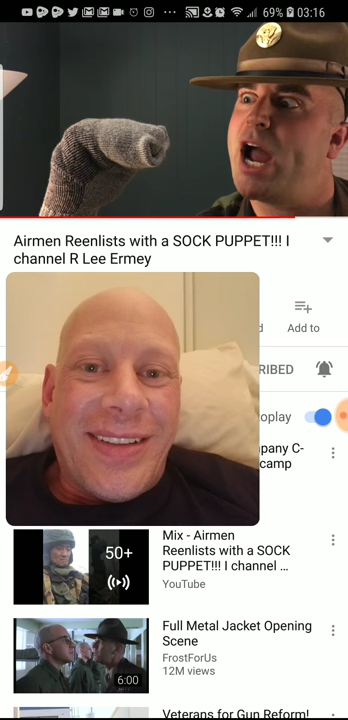 69% 03:16
Airmen Reenlists with a SOCK PUPPET!!! I
channel R Lee Ermey
d
Add to
RIBED
oplay
pany C-
camp
50+
Mix - Airmen
Reenlists with a SOCK
PUPPET!!! I channel ...
YouTube
6:00
Full Metal Jacket Opening
Scene
FrostForUs
12M views
Veterans for Gun Reform!